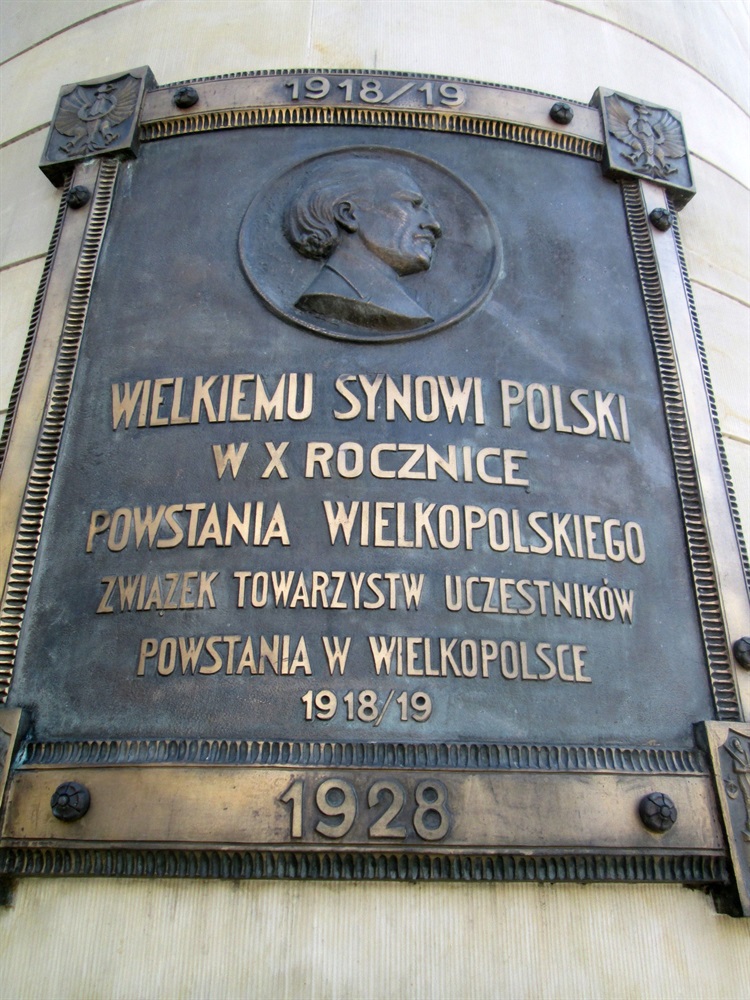 1918/19
WIELKIEMU SYNOWI POLSKI
W X ROCZNICE
POWSTANIA WIELKOPOLSKIEGO
ZWIĄZEK TOWARZYSTW UCZESTNIKÓW
POWSTANIA W WIELKOPOLSCE
1918/19
1928